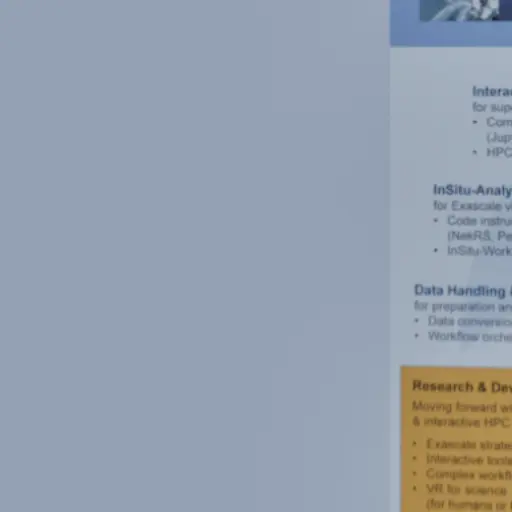 Intera
for sup
• Com
(Jup
• HPC
InSitu-Analy
for Exascale v
• Code instru
(NekRS, Pe
• InSitu-Work
Data Handling
for preparation an
• Data conversio
• Workflow orche
Research & Dev
Moving forward wi
& interactive HPC
• Exascale strate
• Interactive tools
• Complex workfl
• VR for science
(for humans or